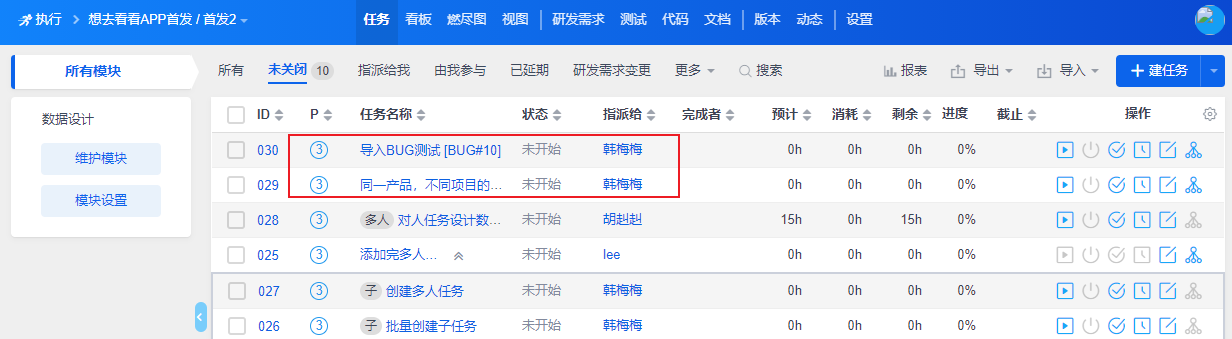 执行 想去看看APP首发 / 首发2 任务 看板 燃尽图 视图 研发需求 测试 代码 文档 版本 动态 设置
所有模块 所有 未关闭 10 指派给我 由我参与 已延期 研发需求变更 更多 搜索 报表 导出 导入 建任务
数据设计
维护模块
模块设置
ID P 任务名称 状态 指派给 完成者 预计 消耗 剩余 进度 截止 操作
030 3 导入BUG测试 [BUG#10] 未开始 韩梅梅 0h 0h 0h 0%
029 3 同一产品，不同项目的... 未开始 韩梅梅 0h 0h 0h 0%
028 3 多人 对人任务设计数... 未开始 胡赳赳 15h 0h 15h 0%
025 3 添加完多人... 未开始 lee 0h 0h 0h 0%
027 3 子 创建多人任务 未开始 韩梅梅 0h 0h 0h 0%
026 3 子 批量创建子任务 未开始 韩梅梅 0h 0h 0h 0%